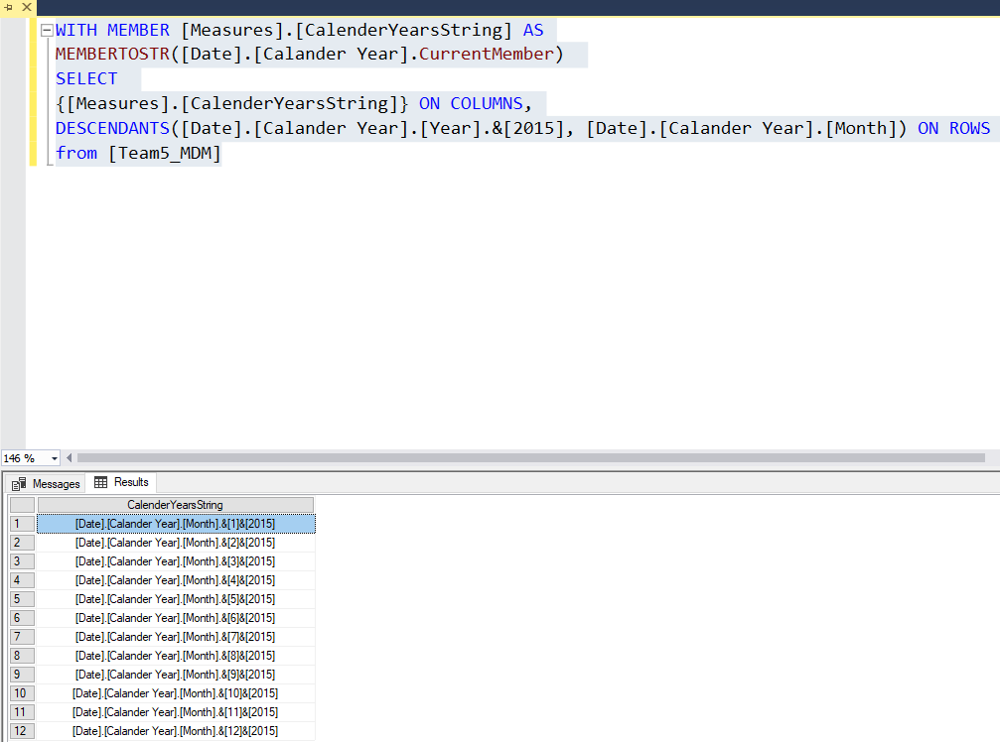 WITH MEMBER [Measures].[CalenderYearsString] AS
MEMBERTOSTR([Date].[Calander Year].CurrentMember)
SELECT
{[Measures].[CalenderYearsString]} ON COLUMNS,
DESCENDANTS([Date].[Calander Year].[Year].&[2015], [Date].[Calander Year].[Month]) ON ROWS
from [Team5_MDM]
146 %
Messages Results
CalenderYearsString
1 [Date].[Calander Year].[Month].&[1]&[2015]
2 [Date].[Calander Year].[Month].&[2]&[2015]
3 [Date].[Calander Year].[Month].&[3]&[2015]
4 [Date].[Calander Year].[Month].&[4]&[2015]
5 [Date].[Calander Year].[Month].&[5]&[2015]
6 [Date].[Calander Year].[Month].&[6]&[2015]
7 [Date].[Calander Year].[Month].&[7]&[2015]
8 [Date].[Calander Year].[Month].&[8]&[2015]
9 [Date].[Calander Year].[Month].&[9]&[2015]
10 [Date].[Calander Year].[Month].&[10]&[2015]
11 [Date].[Calander Year].[Month].&[11]&[2015]
12 [Date].[Calander Year].[Month].&[12]&[2015]